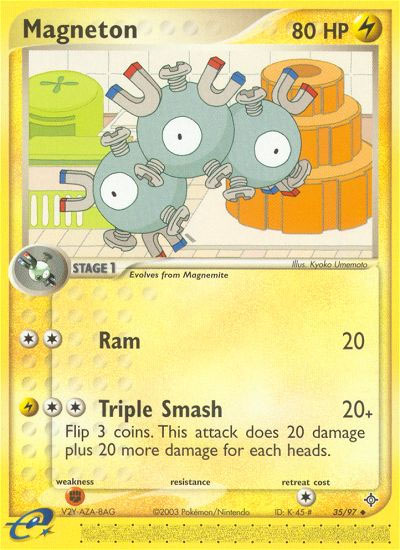 Magneton 80 HP
Illus. Kyoko Umemoto
STAGE 1
Evolves from Magnemite
Ram 20
Triple Smash 20+
Flip 3 coins. This attack does 20 damage
plus 20 more damage for each heads.
weakness resistance retreat cost
V2Y-AZA-8AG ©2003 Pokémon/Nintendo ID: K-45-# 35/97
e